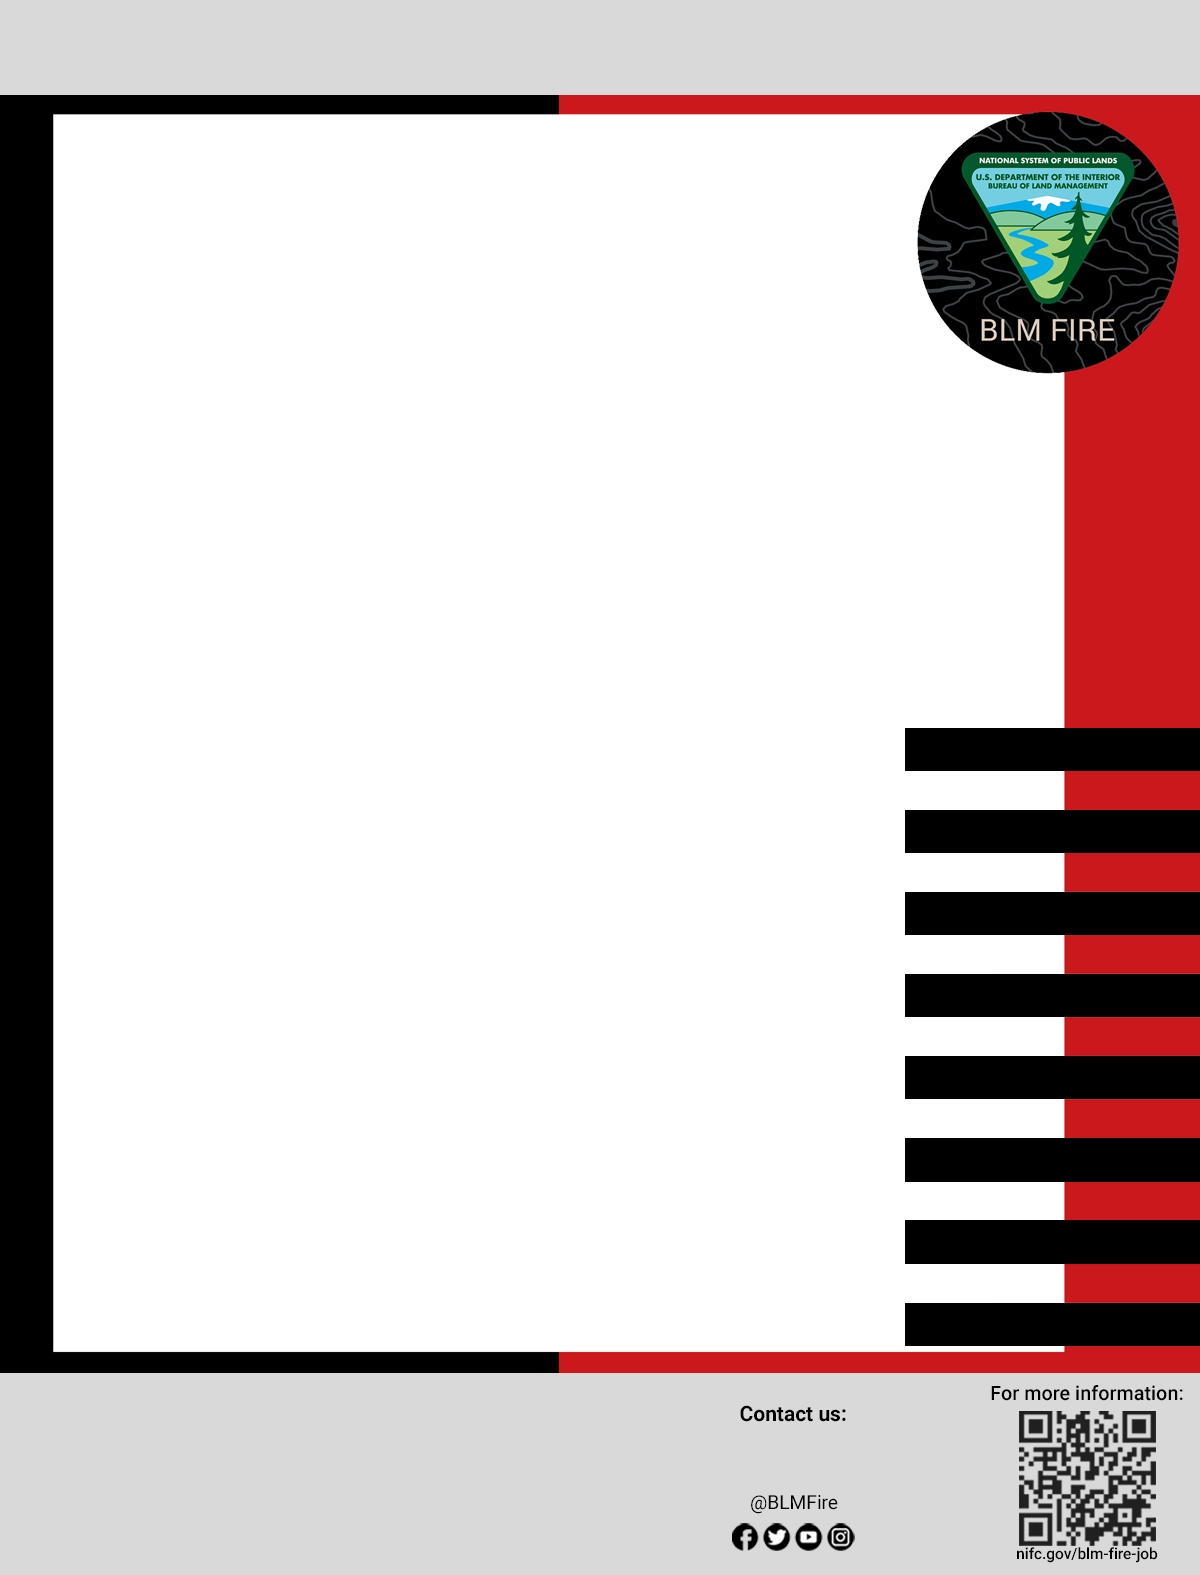 NATIONAL SYSTEM OF PUBLIC LANDS
U.S. DEPARTMENT OF THE INTERIOR
BUREAU OF LAND MANAGEMENT
BLM FIRE
For more information:
Contact us:
@BLMFire
nifc.gov/blm-fire-job